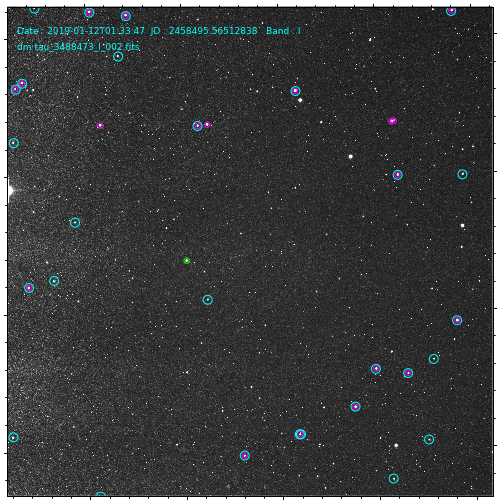 Date : 2019-01-12T01:33:47 JD : 2458495.56512838 Band : I
dm tau_3488473_I_002.fits